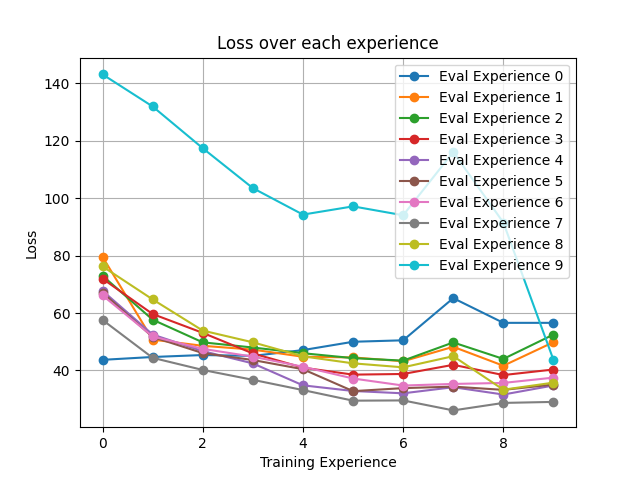 Loss over each experience
Loss
140
120
100
80
60
40
Eval Experience 0
Eval Experience 1
Eval Experience 2
Eval Experience 3
Eval Experience 4
Eval Experience 5
Eval Experience 6
Eval Experience 7
Eval Experience 8
Eval Experience 9
0 2 4 6 8
Training Experience